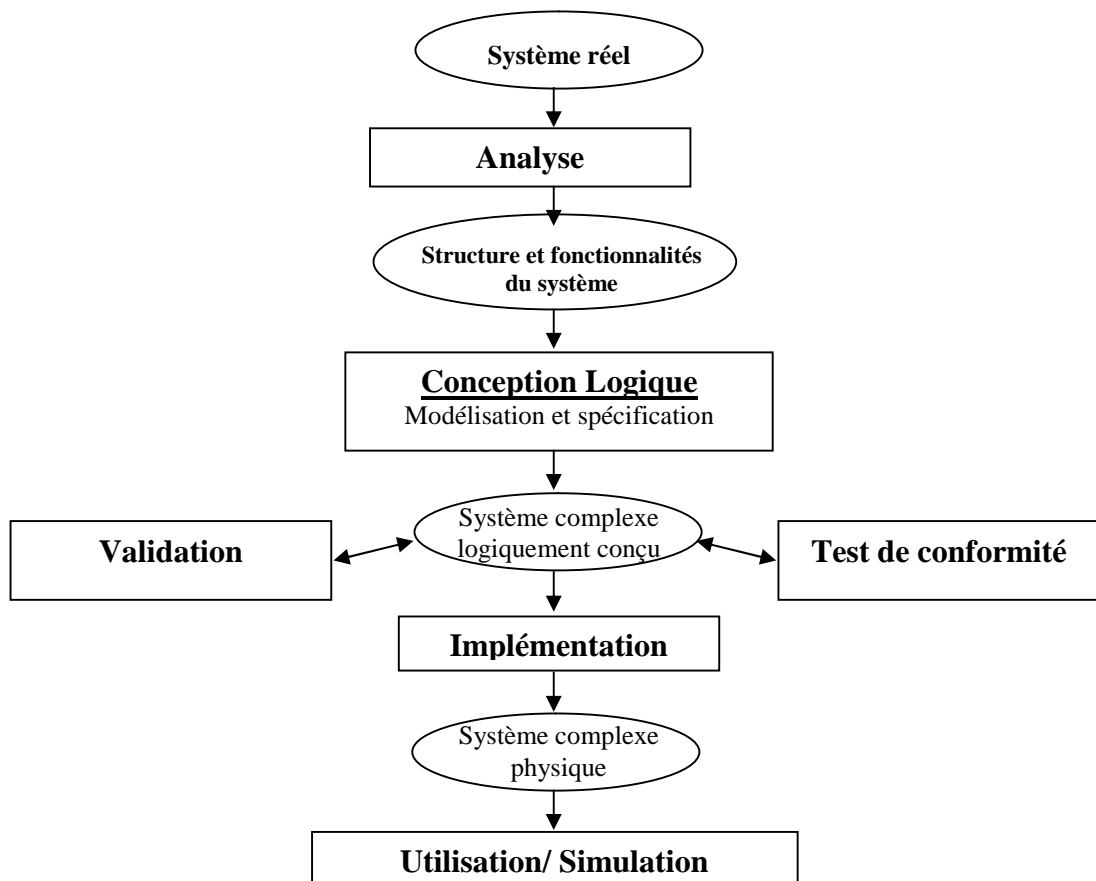 Système réel
Analyse
Structure et fonctionnalités
du système
Conception Logique
Modélisation et spécification
Validation
Système complexe
logiquement conçu
Test de conformité
Implémentation
Système complexe
physique
Utilisation/ Simulation